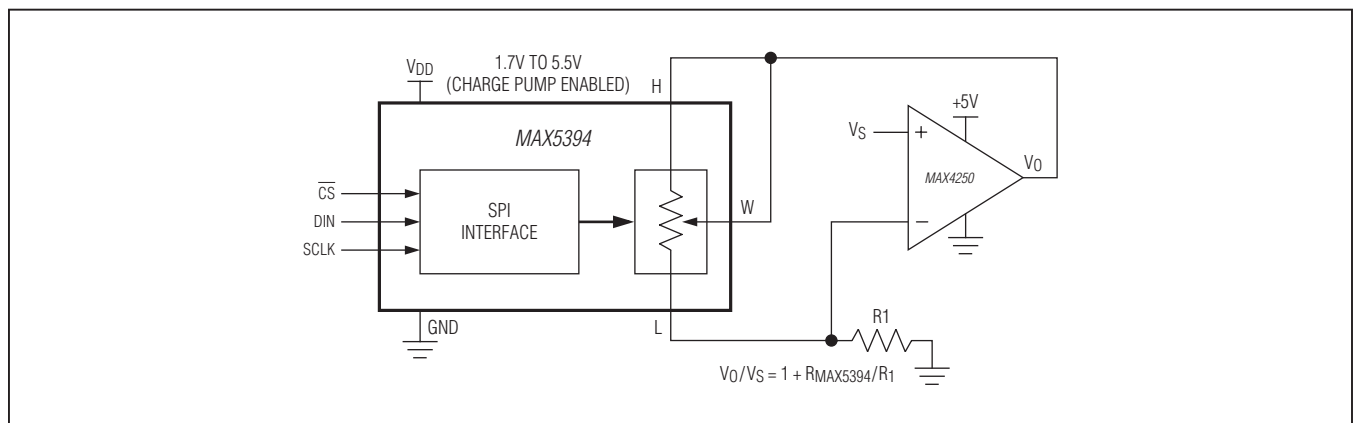 VDD
1.7V TO 5.5V
(CHARGE PUMP ENABLED)
H
MAX5394
+5V
VS
+
MAX4250
VO
CS
DIN
SCLK
SPI
INTERFACE
W
−
GND
L
R1
VO/VS = 1 + RMAX5394/R1